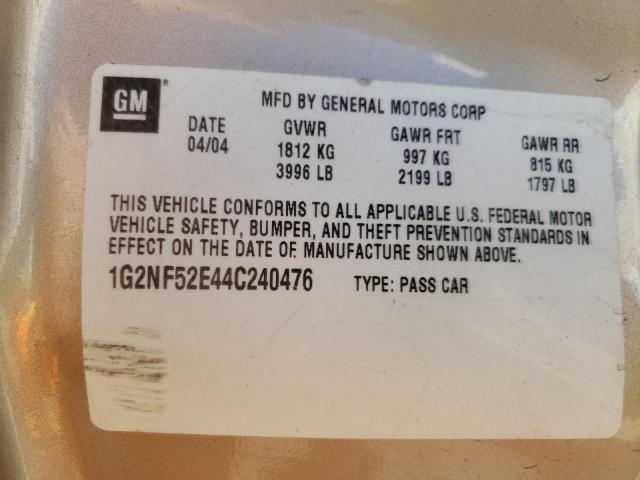 GM ® MFD BY GENERAL MOTORS CORP
DATE GVWR GAWR FRT GAWR RR
04/04 1812 KG 997 KG 815 KG
3996 LB 2199 LB 1797 LB
THIS VEHICLE CONFORMS TO ALL APPLICABLE U.S. FEDERAL MOTOR
VEHICLE SAFETY, BUMPER, AND THEFT PREVENTION STANDARDS IN
EFFECT ON THE DATE OF MANUFACTURE SHOWN ABOVE.
1G2NF52E44C240476 TYPE: PASS CAR